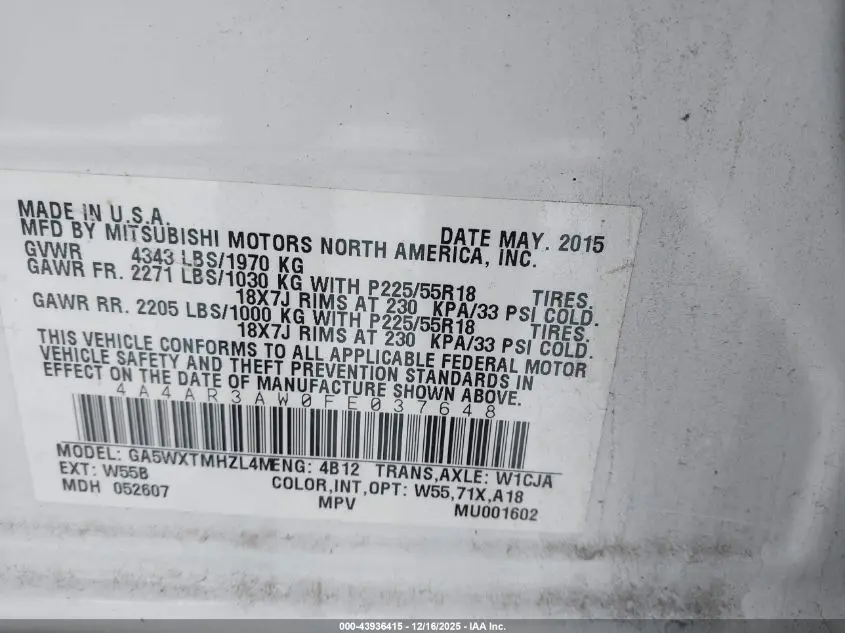 MADE IN U.S.A. DATE MAY. 2015
MFD BY MITSUBISHI MOTORS NORTH AMERICA, INC.
GVWR 4343 LBS/1970 KG
GAWR FR. 2271 LBS/1030 KG WITH P225/55R18 TIRES.
18X7J RIMS AT 230 KPA/33 PSI COLD.
GAWR RR. 2205 LBS/1000 KG WITH P225/55R18 TIRES.
18X7J RIMS AT 230 KPA/33 PSI COLD.
THIS VEHICLE CONFORMS TO ALL APPLICABLE FEDERAL MOTOR
VEHICLE SAFETY AND THEFT PREVENTION STANDARDS IN
EFFECT ON THE DATE OF MANUFACTURE SHOWN ABOVE.
4A4AR3AW0FE037648
MODEL: GA5WXTMHZL4M ENG: 4B12 TRANS,AXLE: W1CJA
EXT: W55B COLOR,INT,OPT: W55,71X,A18
MDH 052607 MPV MU001602
000-43936415 - 12/16/2025 - IAA Inc.